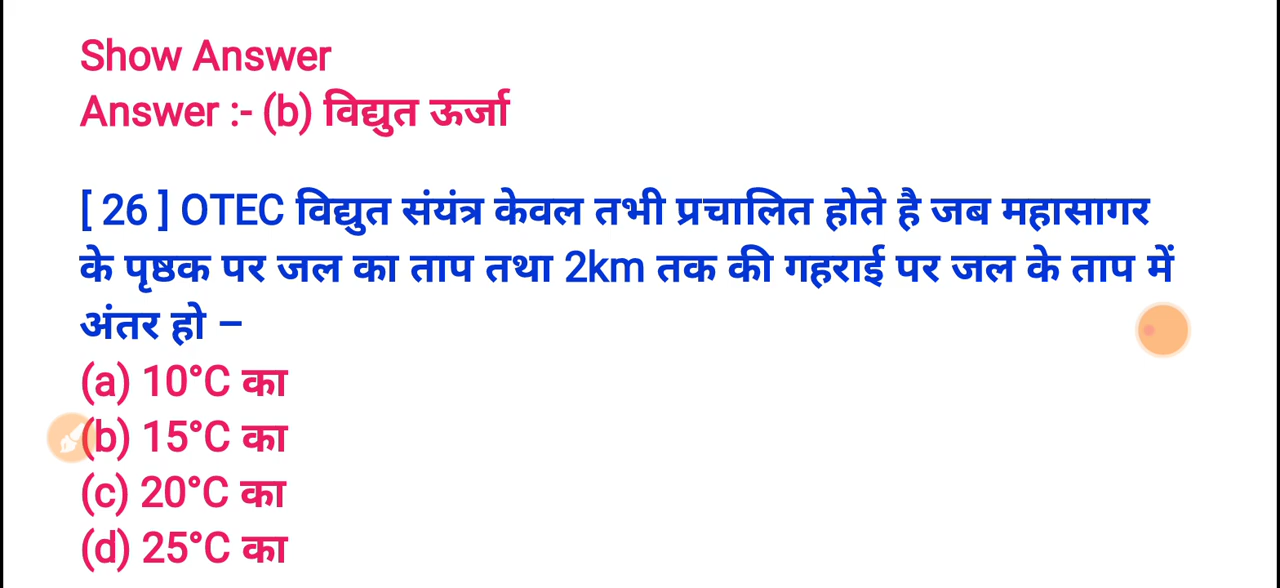 Show Answer
Answer :- (b) विद्युत ऊर्जा
[ 26 ] OTEC विद्युत संयंत्र केवल तभी प्रचालित होते है जब महासागर
के पृष्ठक पर जल का ताप तथा 2km तक की गहराई पर जल के ताप में
अंतर हो –
(a) 10°C का
(b) 15°C का
(c) 20°C का
(d) 25°C का